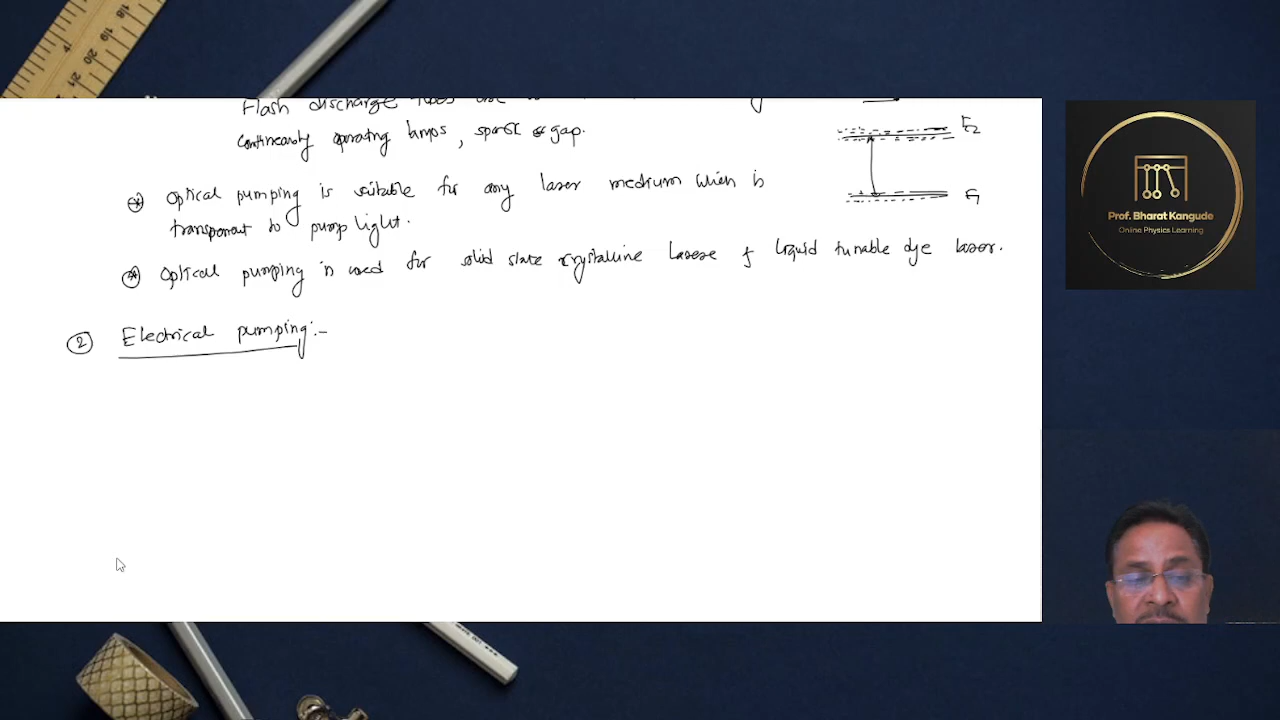 Flash discharge
continuously operating lamps, spark gap.
E2
⊛ Optical pumping is suitable for any laser medium which is
transparent to pump light.
E1
⊛ Optical pumping is used for solid state crystalline lasers & liquid tunable dye laser.
② Electrical pumping:-
Prof. Bharat Kangude
Online Physics Learning